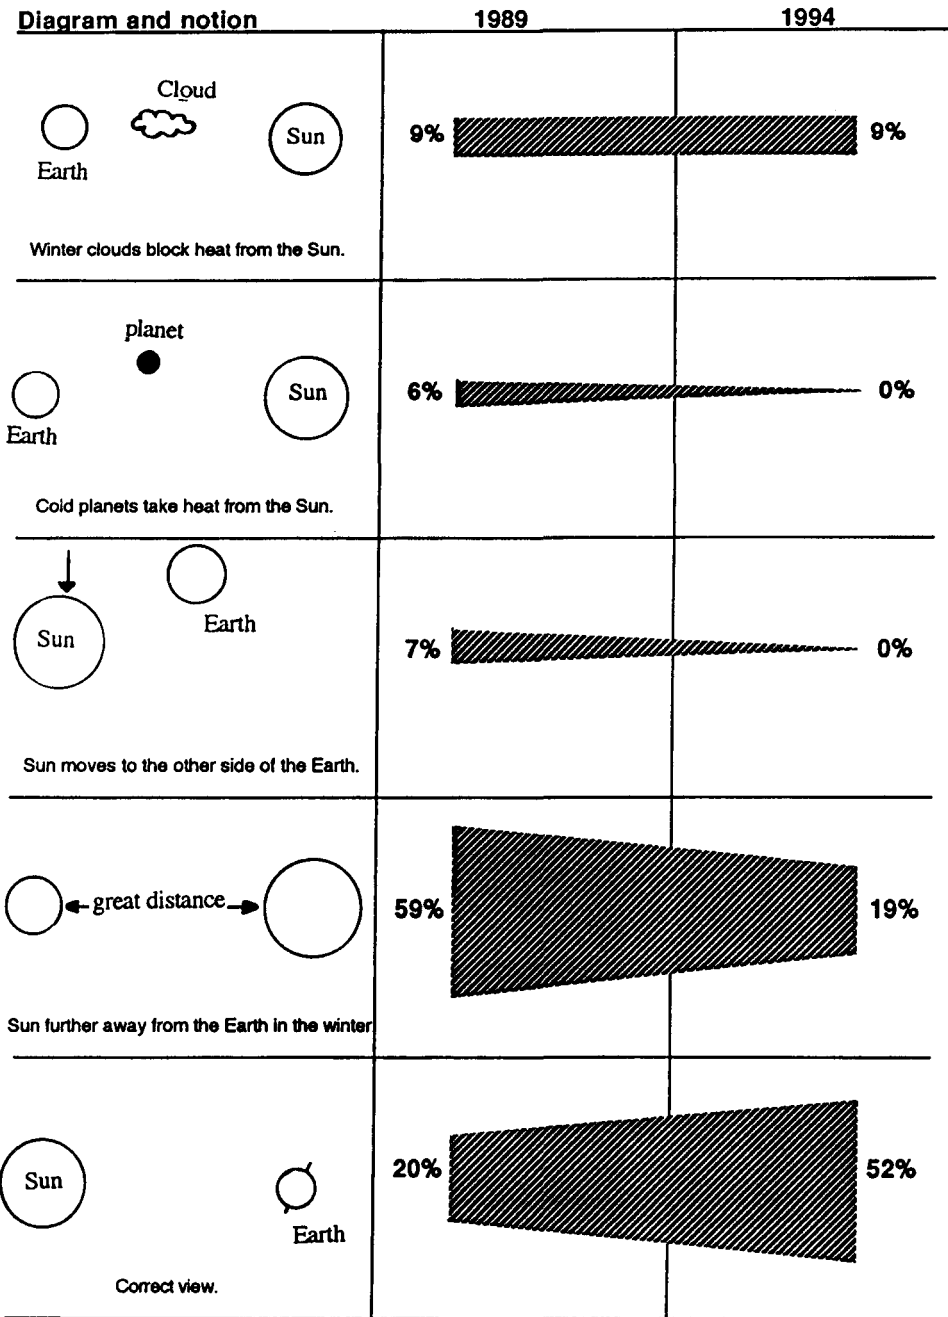 Diagram and notion 1989 1994
Cloud
Sun
9% 9%
Earth
Winter clouds block heat from the Sun.
planet
Sun
6% 0%
Earth
Cold planets take heat from the Sun.
Earth
Sun
7% 0%
Sun moves to the other side of the Earth.
great distance
59% 19%
Sun further away from the Earth in the winter
Sun
20% 52%
Earth
Correct view.